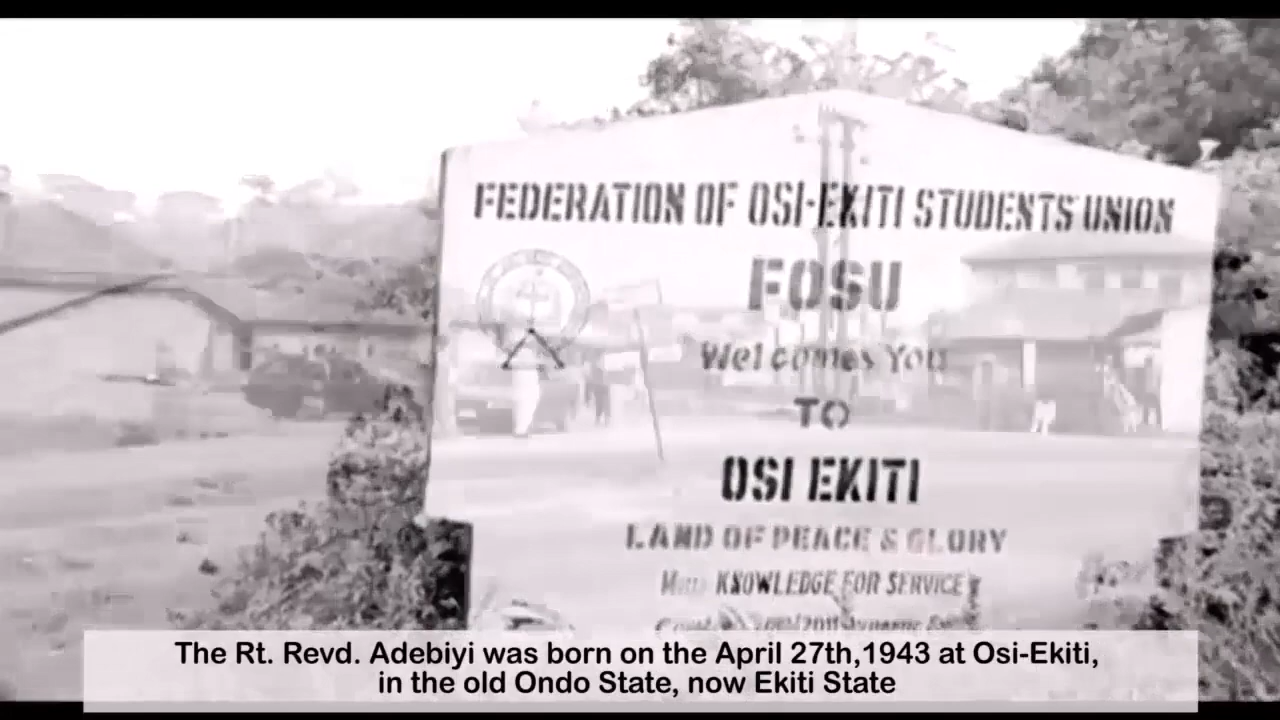 FEDERATION OF OSI-EKITI STUDENTS UNION
FOSU
Welcomes You
TO
OSI EKITI
LAND OF PEACE & GLORY
KNOWLEDGE FOR SERVICE
The Rt. Revd. Adebiyi was born on the April 27th,1943 at Osi-Ekiti,
in the old Ondo State, now Ekiti State